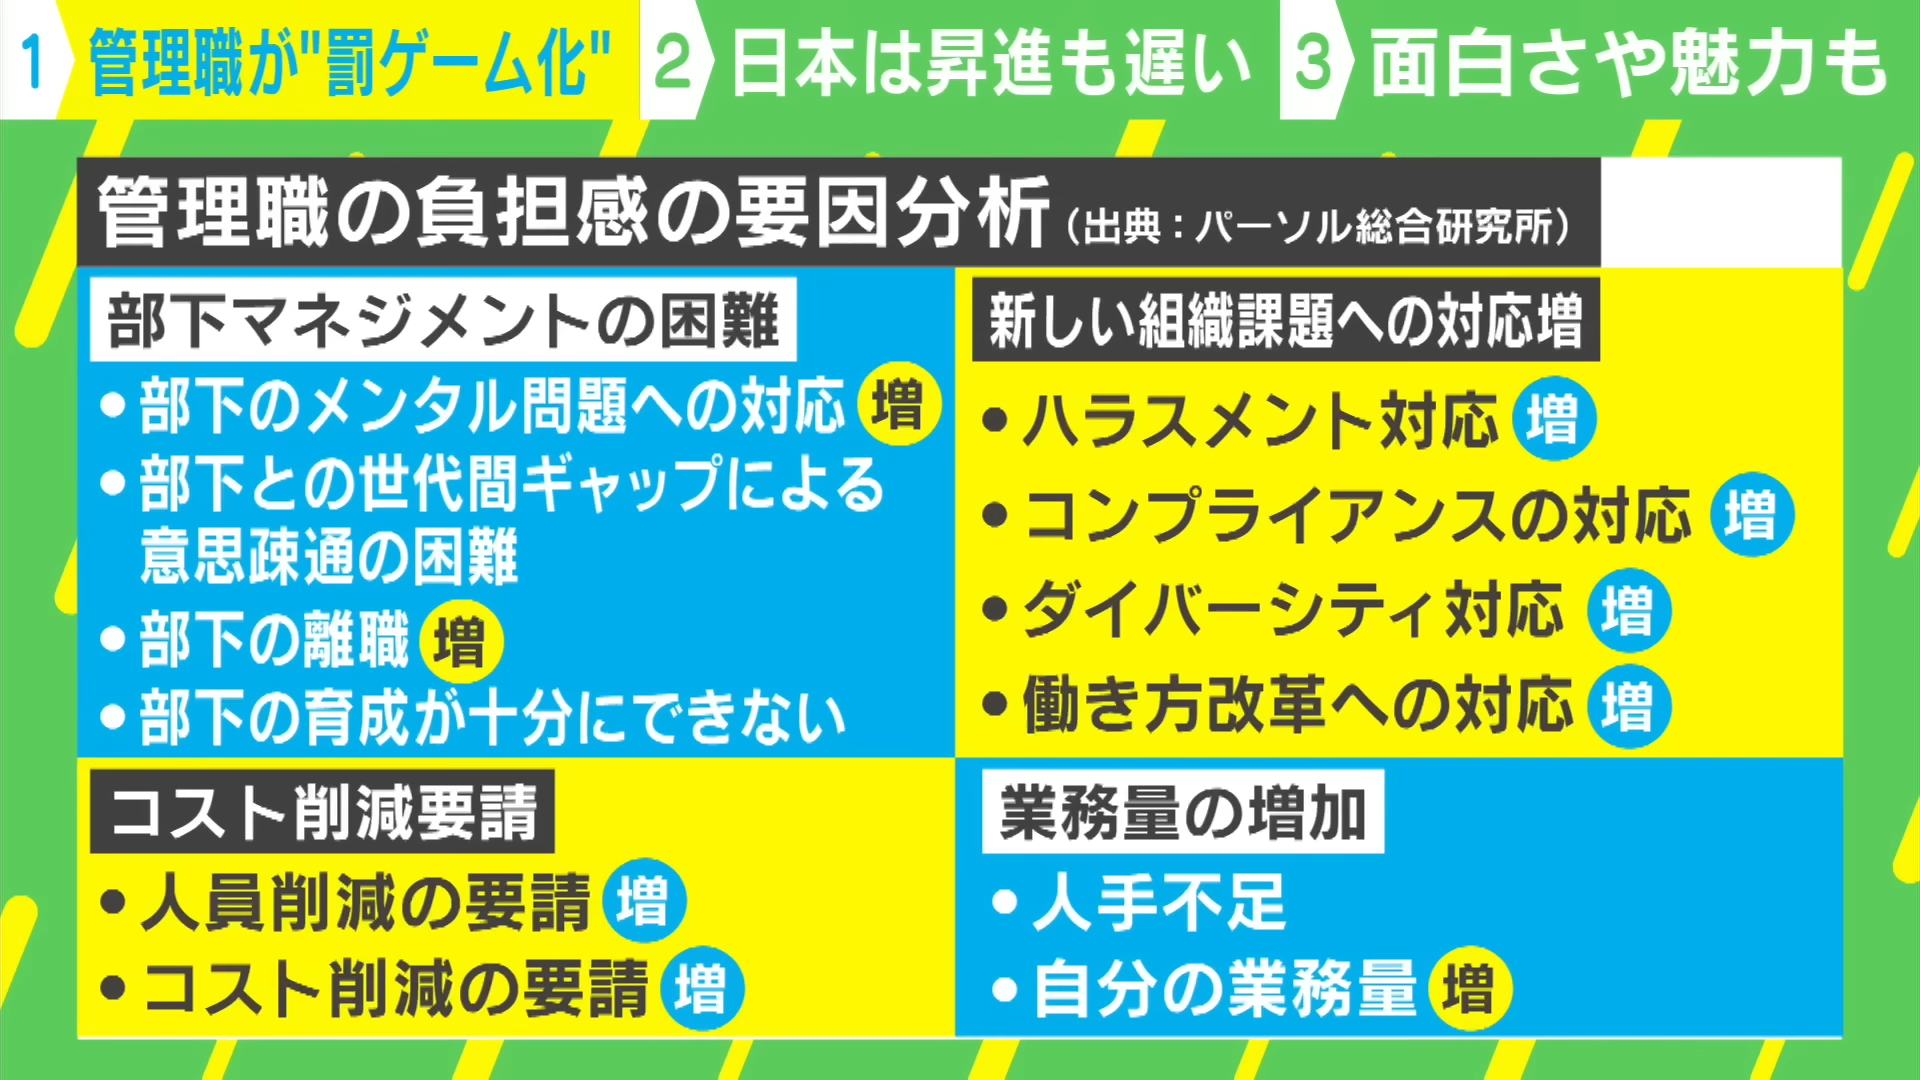 1 管理職が"罰ゲーム化"
2 日本は昇進も遅い
3 面白さや魅力も
管理職の負担感の要因分析（出典：パーソル総合研究所）
部下マネジメントの困難
•部下のメンタル問題への対応 増
•部下との世代間ギャップによる
意思疎通の困難
•部下の離職 増
•部下の育成が十分にできない
新しい組織課題への対応増
•ハラスメント対応 増
•コンプライアンスの対応 増
•ダイバーシティ対応 増
•働き方改革への対応 増
コスト削減要請
•人員削減の要請 増
•コスト削減の要請 増
業務量の増加
•人手不足
•自分の業務量 増